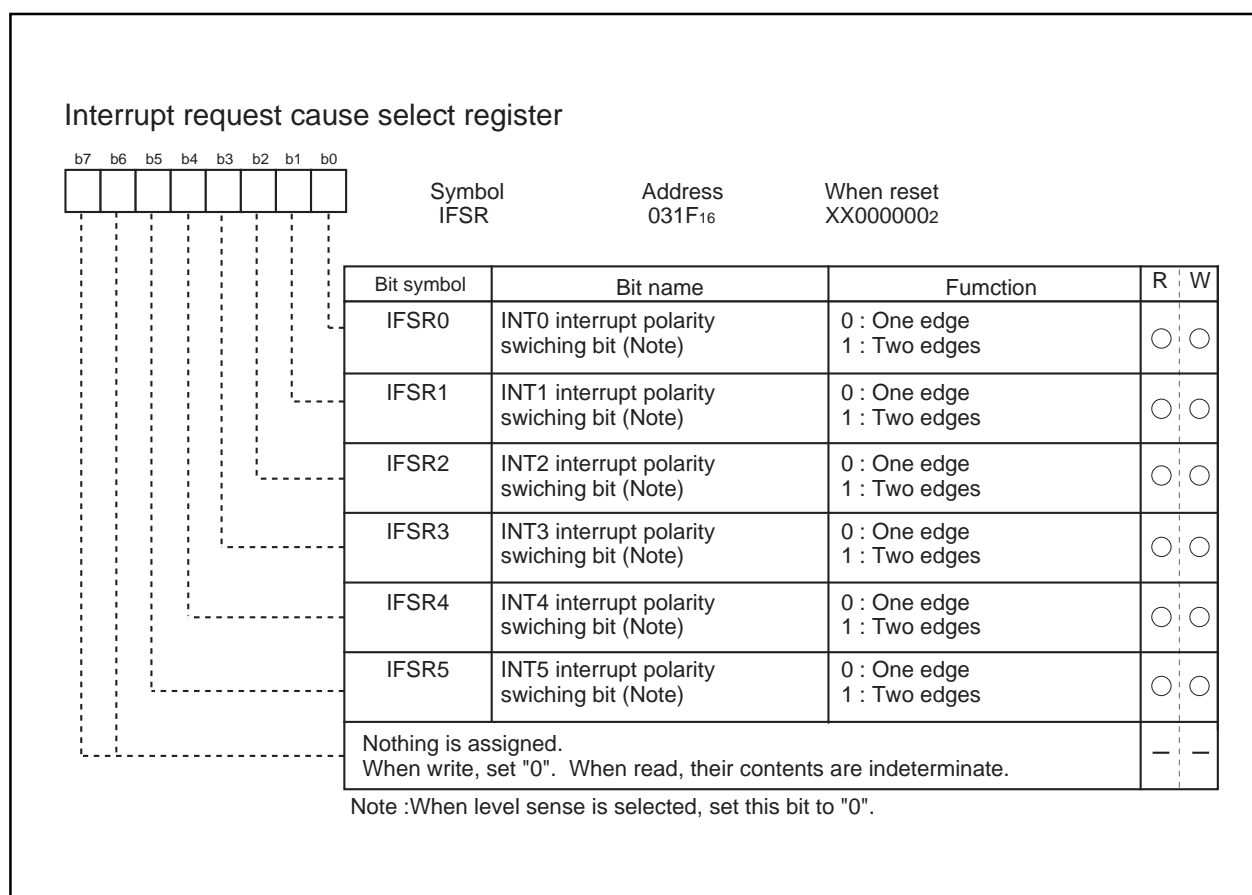 Interrupt request cause select register
b7 b6 b5 b4 b3 b2 b1 b0
Symbol Address When reset
IFSR 031F16 XX0000002
Bit symbol Bit name Fumction R W
IFSR0 INT0 interrupt polarity 0 : One edge
swiching bit (Note) 1 : Two edges
IFSR1 INT1 interrupt polarity 0 : One edge
swiching bit (Note) 1 : Two edges
IFSR2 INT2 interrupt polarity 0 : One edge
swiching bit (Note) 1 : Two edges
IFSR3 INT3 interrupt polarity 0 : One edge
swiching bit (Note) 1 : Two edges
IFSR4 INT4 interrupt polarity 0 : One edge
swiching bit (Note) 1 : Two edges
IFSR5 INT5 interrupt polarity 0 : One edge
swiching bit (Note) 1 : Two edges
Nothing is assigned.
When write, set "0". When read, their contents are indeterminate. – –
Note :When level sense is selected, set this bit to "0".